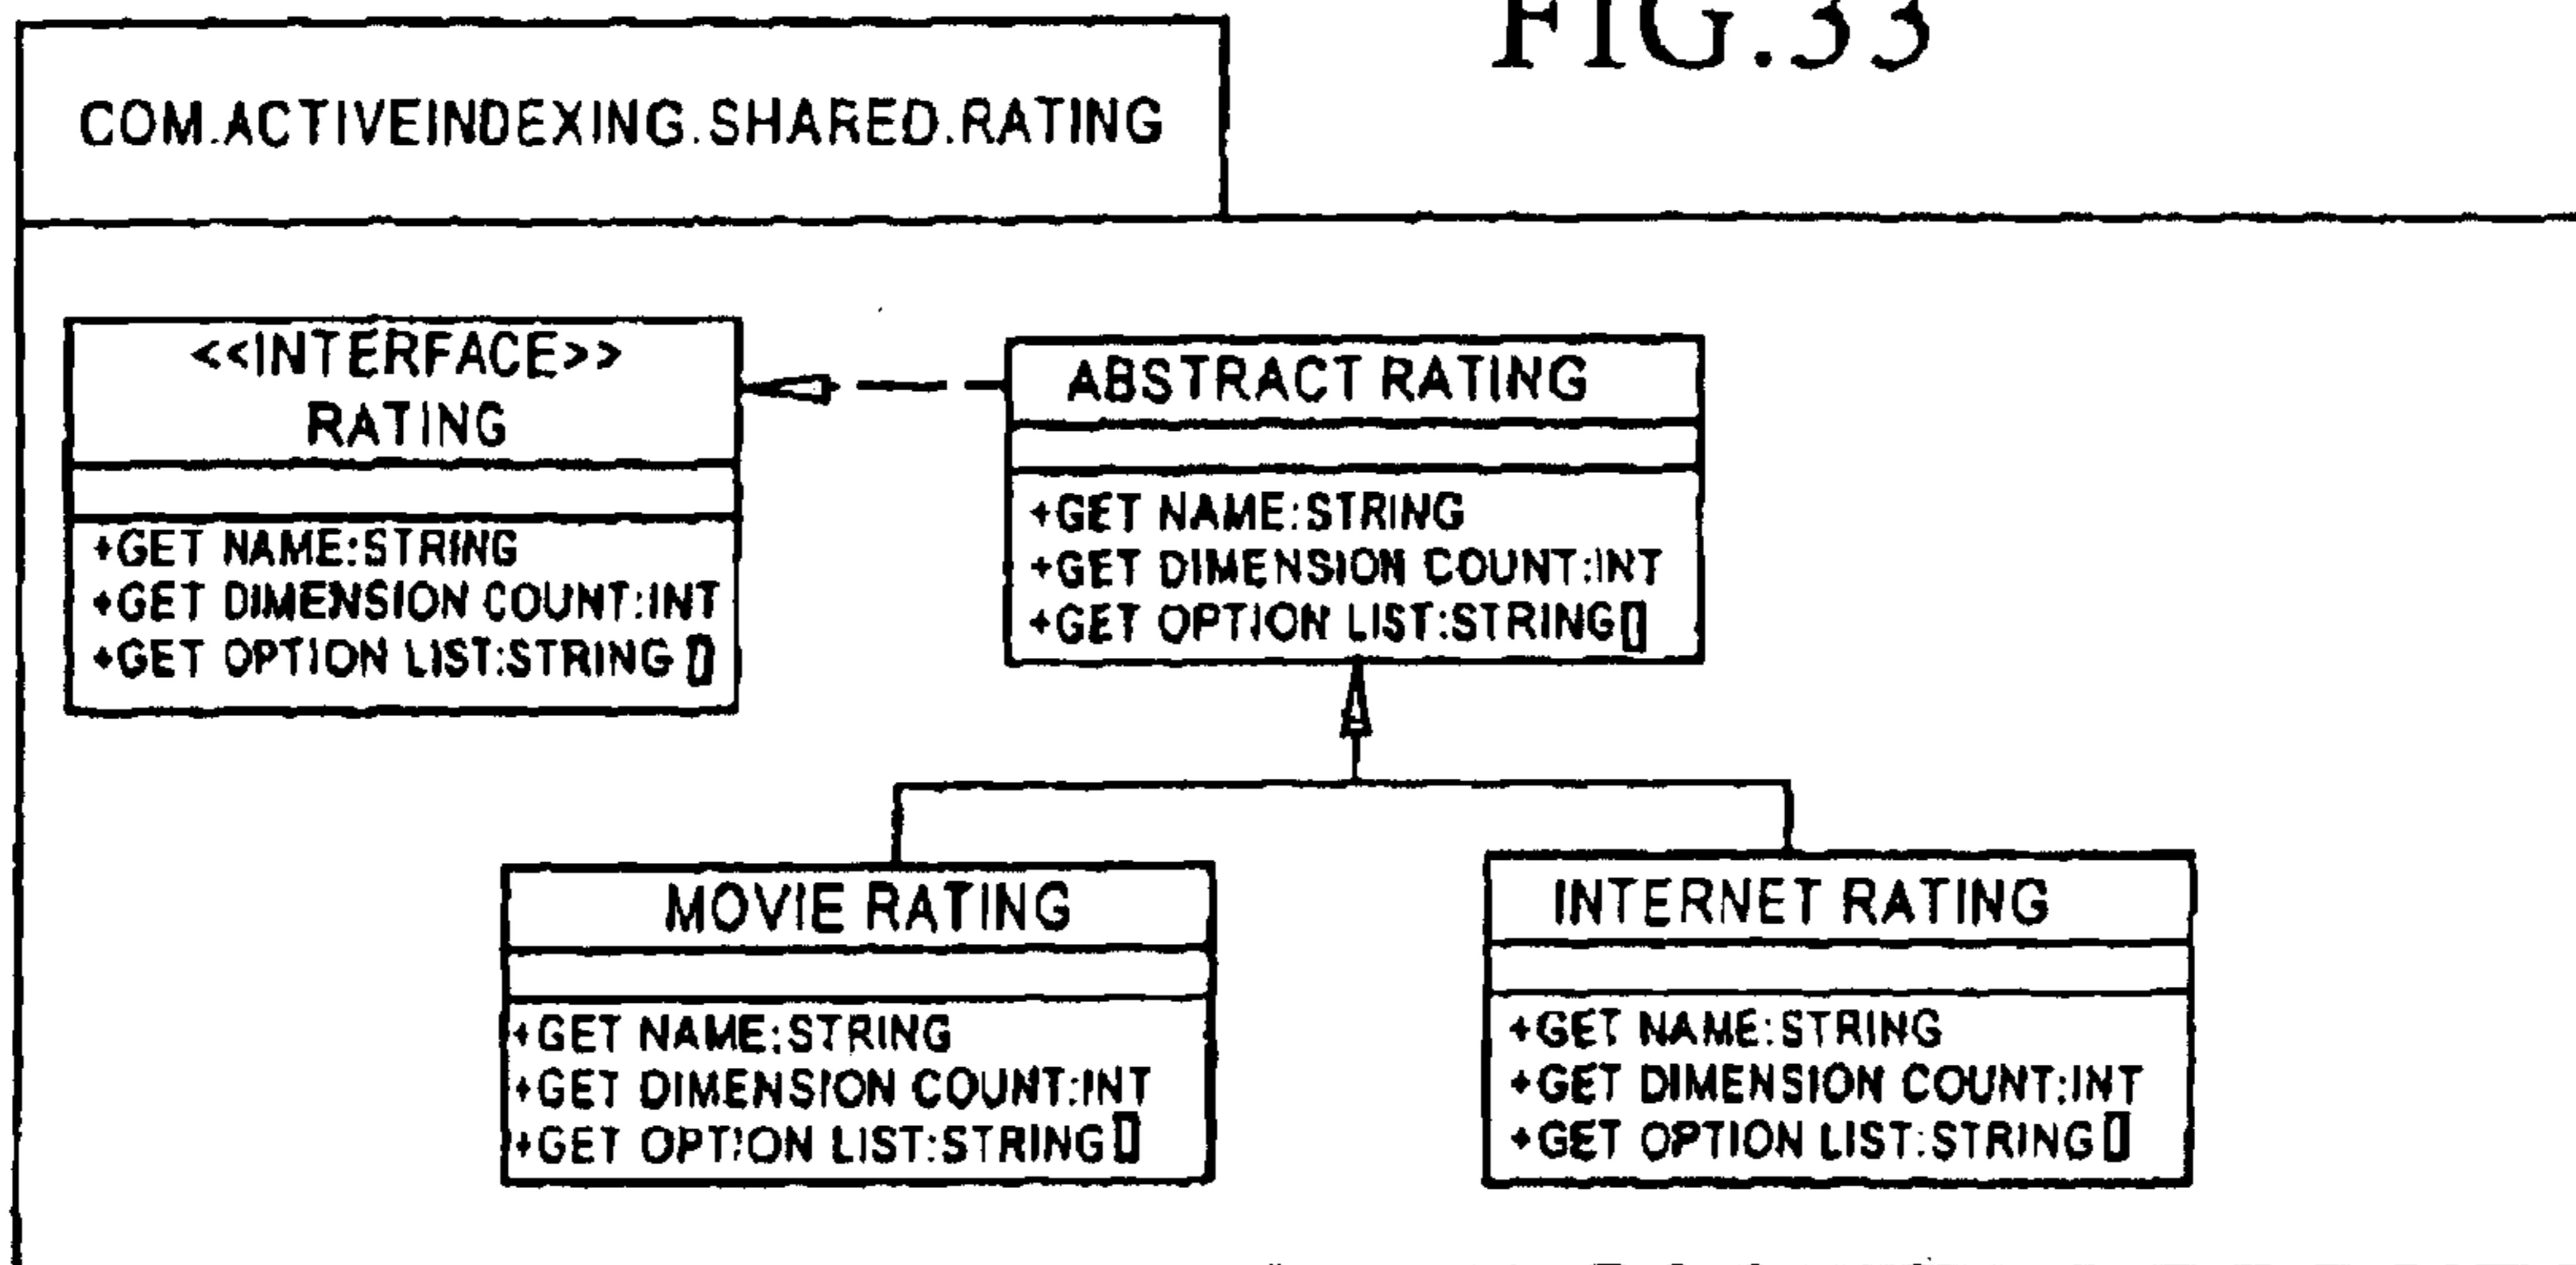 FIG.33
COM.ACTIVEINDEXING.SHARED.RATING
<<INTERFACE>>
RATING
+GET NAME:STRING
+GET DIMENSION COUNT:INT
+GET OPTION LIST:STRING []
ABSTRACT RATING
+GET NAME:STRING
+GET DIMENSION COUNT:INT
+GET OPTION LIST:STRING[]
MOVIE RATING
+GET NAME:STRING
+GET DIMENSION COUNT:INT
+GET OPTION LIST:STRING[]
INTERNET RATING
+GET NAME:STRING
+GET DIMENSION COUNT:INT
+GET OPTION LIST:STRING[]